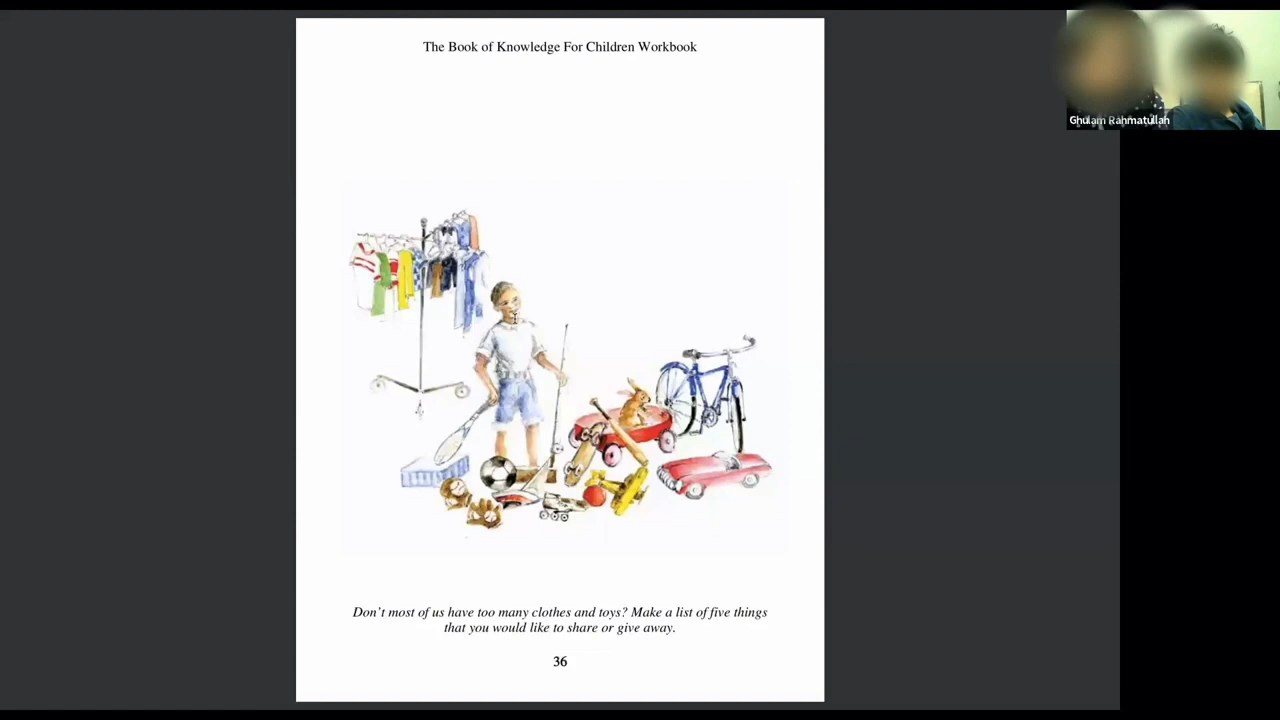 The Book of Knowledge For Children Workbook
Ghulam Rahmatullah
Don't most of us have too many clothes and toys? Make a list of five things
that you would like to share or give away.
36